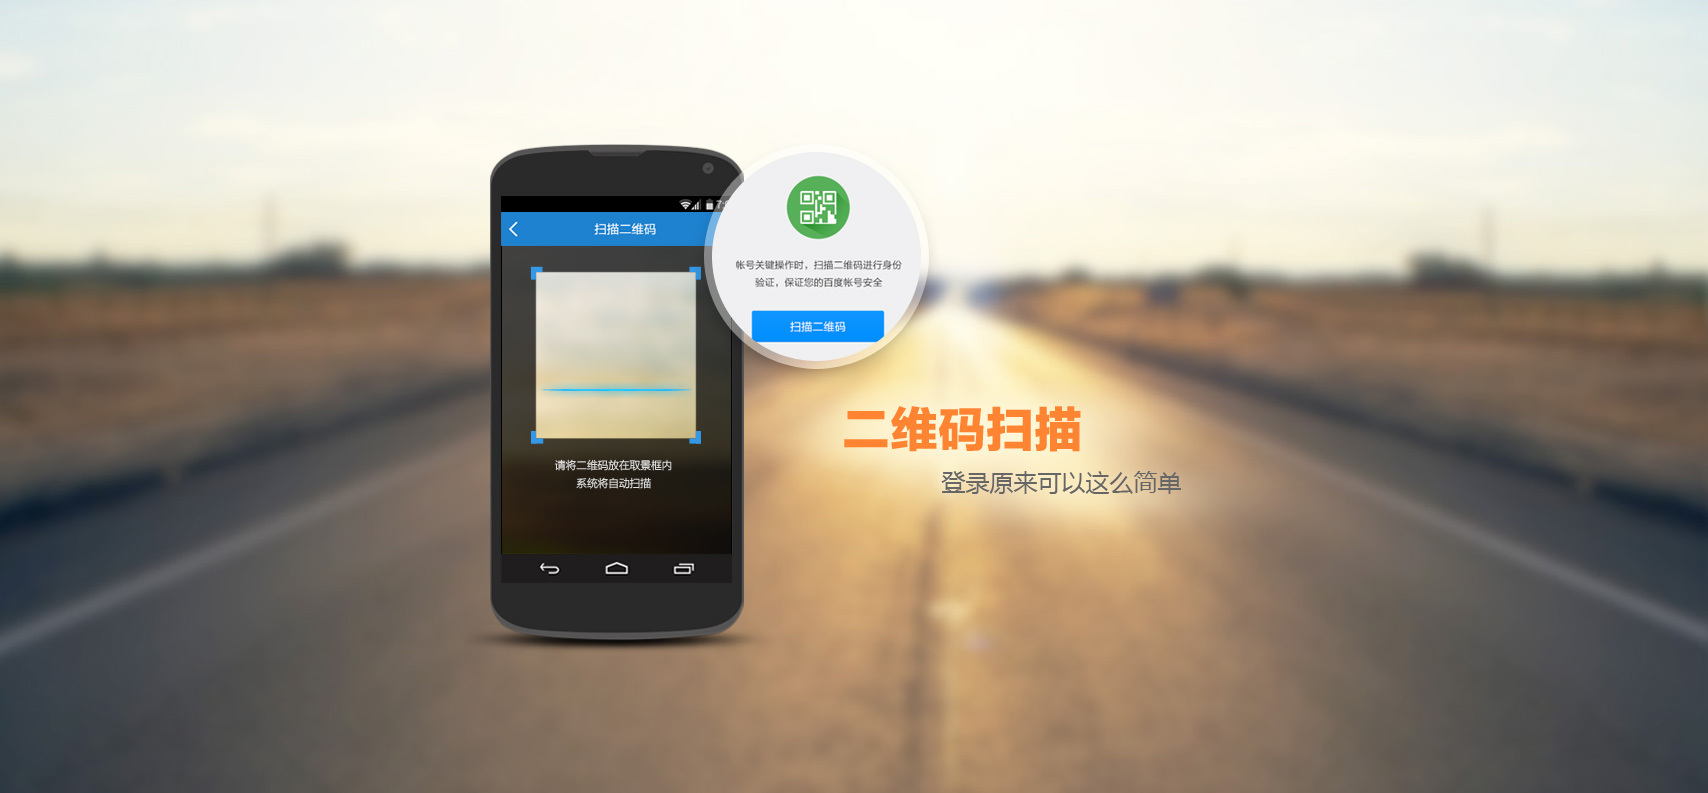 扫描二维码
请将二维码放在取景框内
系统将自动扫描
帐号关键操作时，扫描二维码进行身份
验证，保证您的百度帐号安全
扫描二维码
二维码扫描
登录原来可以这么简单